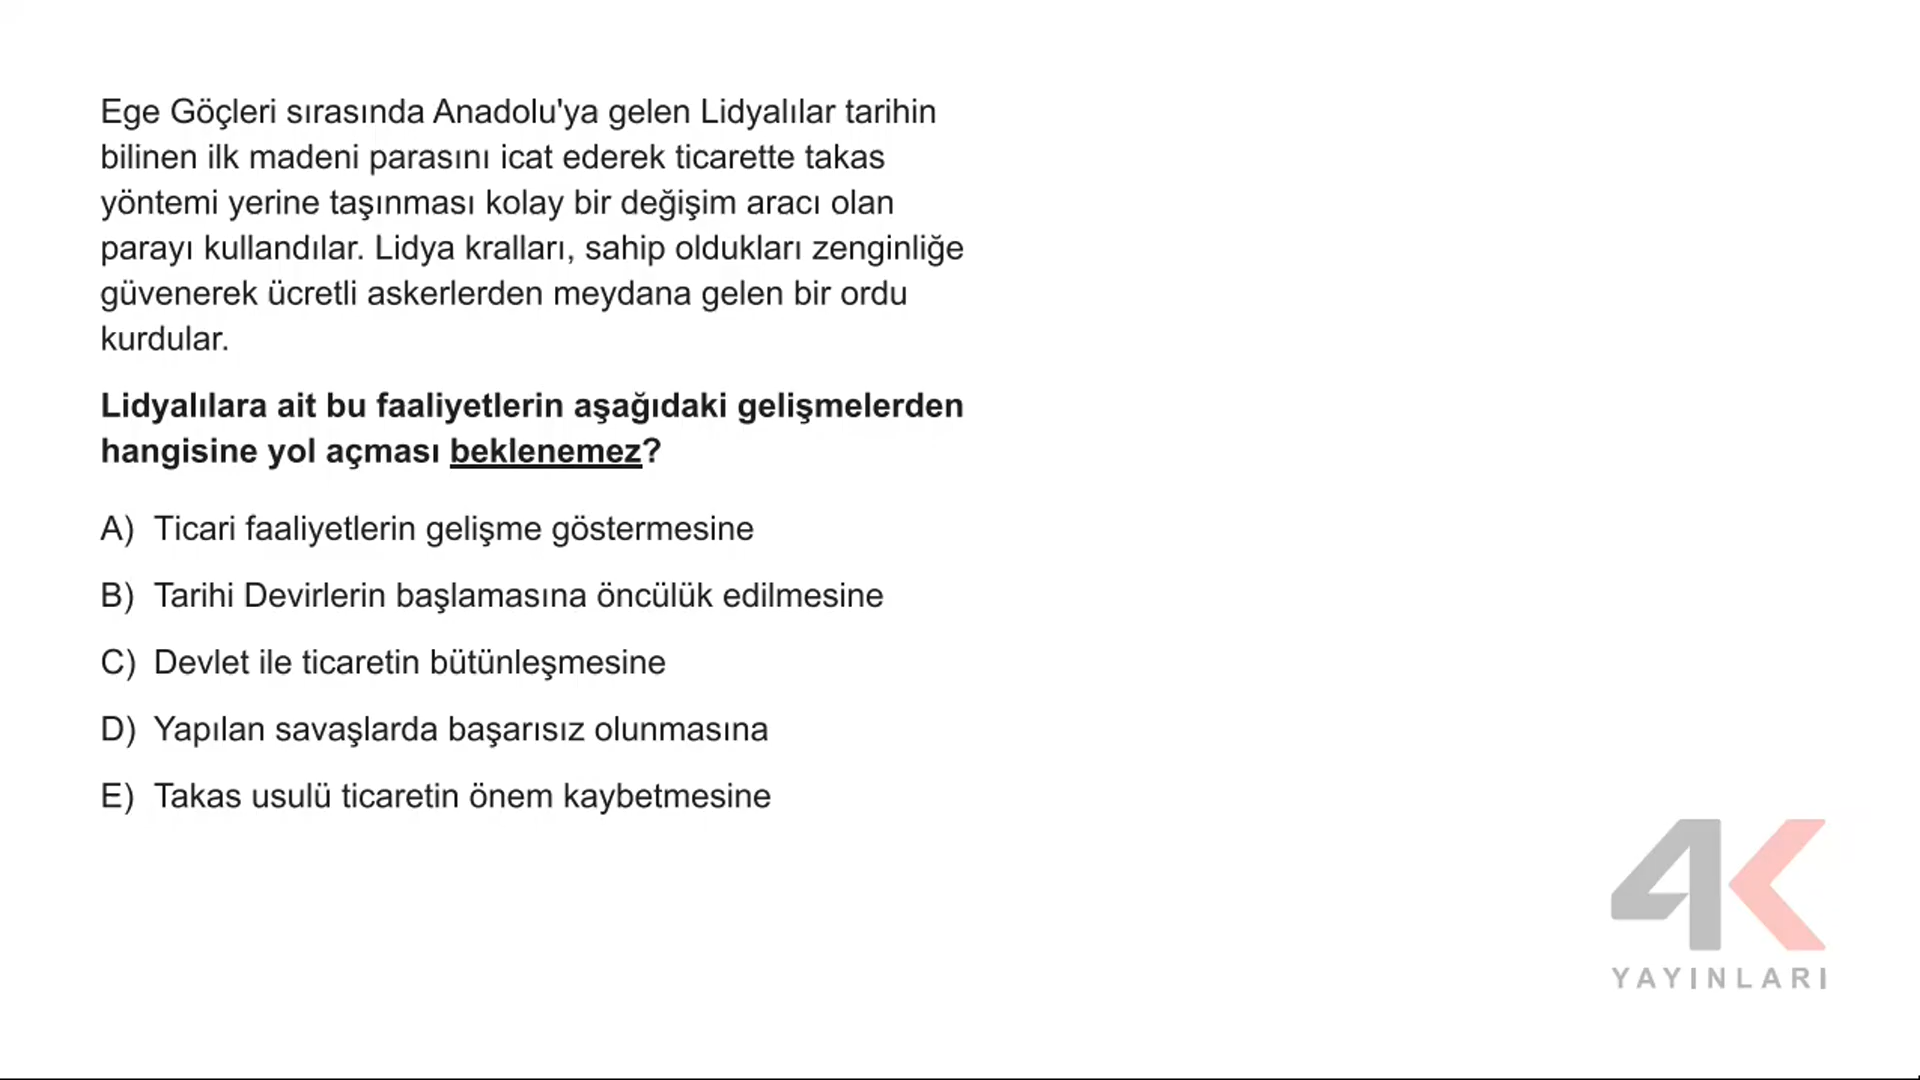 Ege Göçleri sırasında Anadolu'ya gelen Lidyalılar tarihin
bilinen ilk madeni parasını icat ederek ticarette takas
yöntemi yerine taşınması kolay bir değişim aracı olan
parayı kullandılar. Lidya kralları, sahip oldukları zenginliğe
güvenerek ücretli askerlerden meydana gelen bir ordu
kurdular.
Lidyalılara ait bu faaliyetlerin aşağıdaki gelişmelerden
hangisine yol açması beklenemez?
A) Ticari faaliyetlerin gelişme göstermesine
B) Tarihi Devirlerin başlamasına öncülük edilmesine
C) Devlet ile ticaretin bütünleşmesine
D) Yapılan savaşlarda başarısız olunmasına
E) Takas usulü ticaretin önem kaybetmesine
4K
YAYINLARI